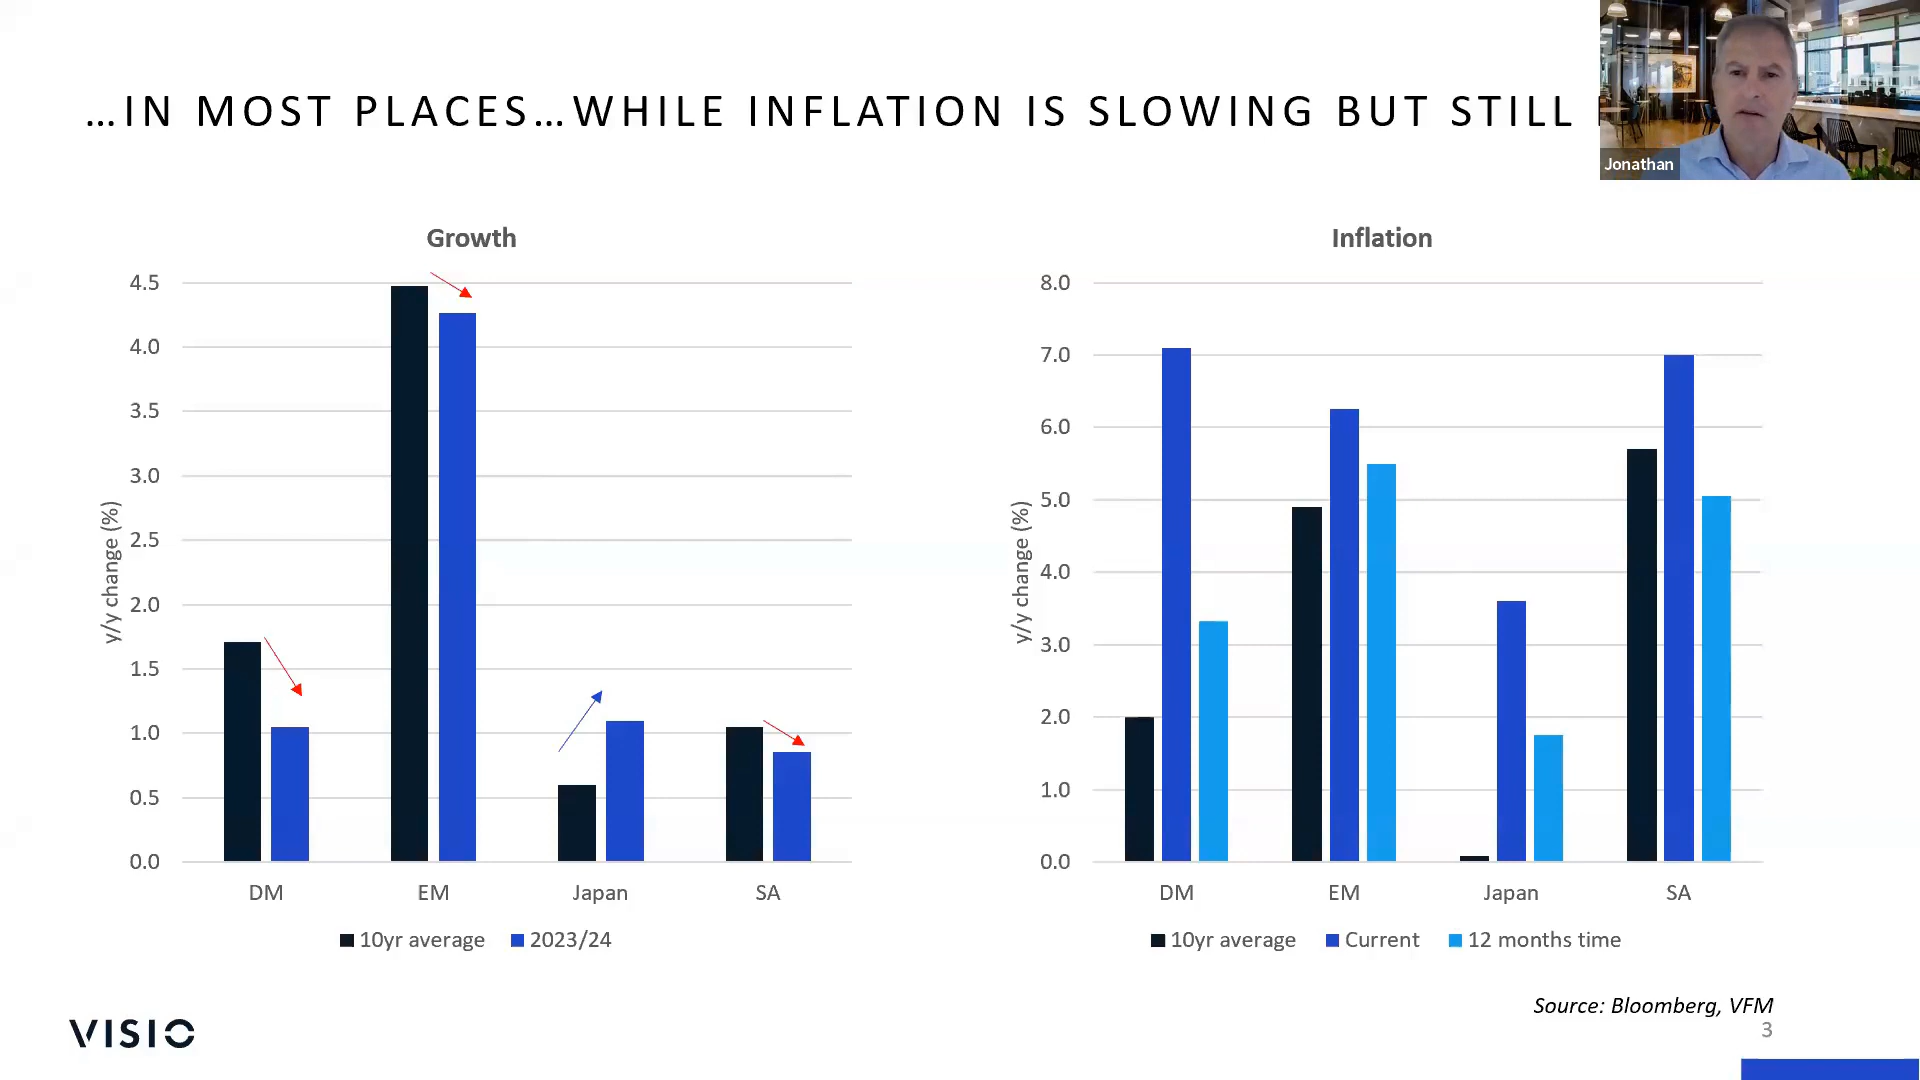 ...IN MOST PLACES...WHILE INFLATION IS SLOWING BUT STILL
Jonathan
Growth
4.5
4.0
3.5
3.0
2.5
2.0
1.5
1.0
0.5
0.0
y/y change (%)
DM EM Japan SA
10yr average 2023/24
Inflation
8.0
7.0
6.0
5.0
4.0
3.0
2.0
1.0
0.0
y/y change (%)
DM EM Japan SA
10yr average Current 12 months time
Source: Bloomberg, VFM
3
VISIO